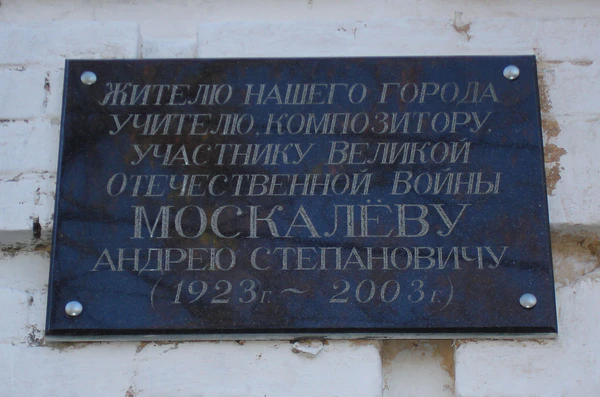 ЖИТЕЛЮ НАШЕГО ГОРОДА
УЧИТЕЛЮ, КОМПОЗИТОРУ,
УЧАСТНИКУ ВЕЛИКОЙ
ОТЕЧЕСТВЕННОЙ ВОЙНЫ
МОСКАЛЁВУ
АНДРЕЮ СТЕПАНОВИЧУ
(1923г. ~ 2003г.)